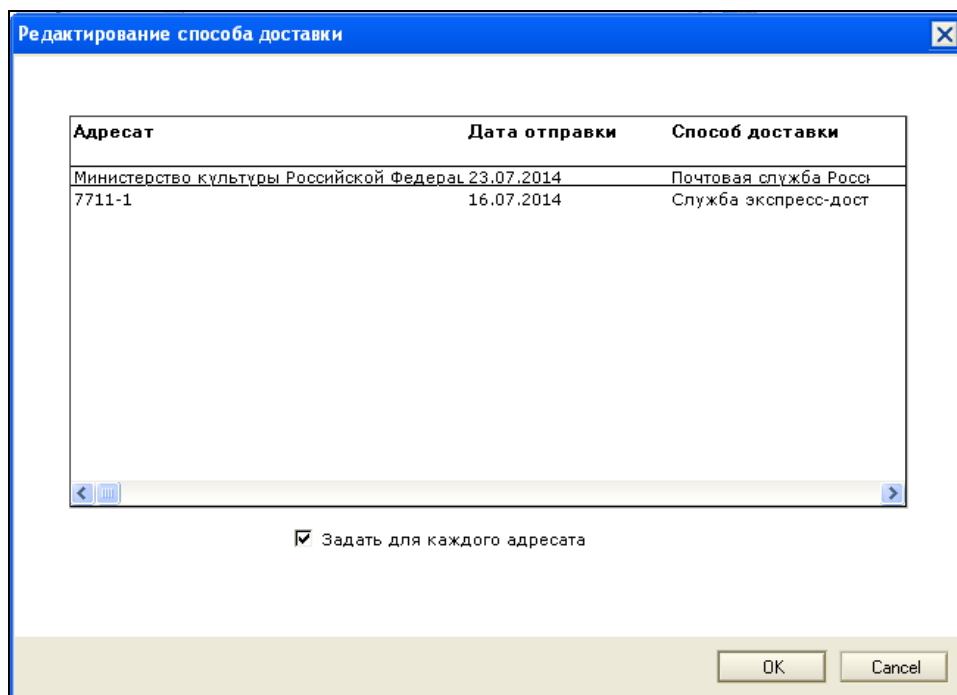 Редактирование способа доставки
Адресат Дата отправки Способ доставки
Министерство культуры Российской Федерац 23.07.2014 Почтовая служба Росси
7711-1 16.07.2014 Служба экспресс-дост
Задать для каждого адресата
OK Cancel